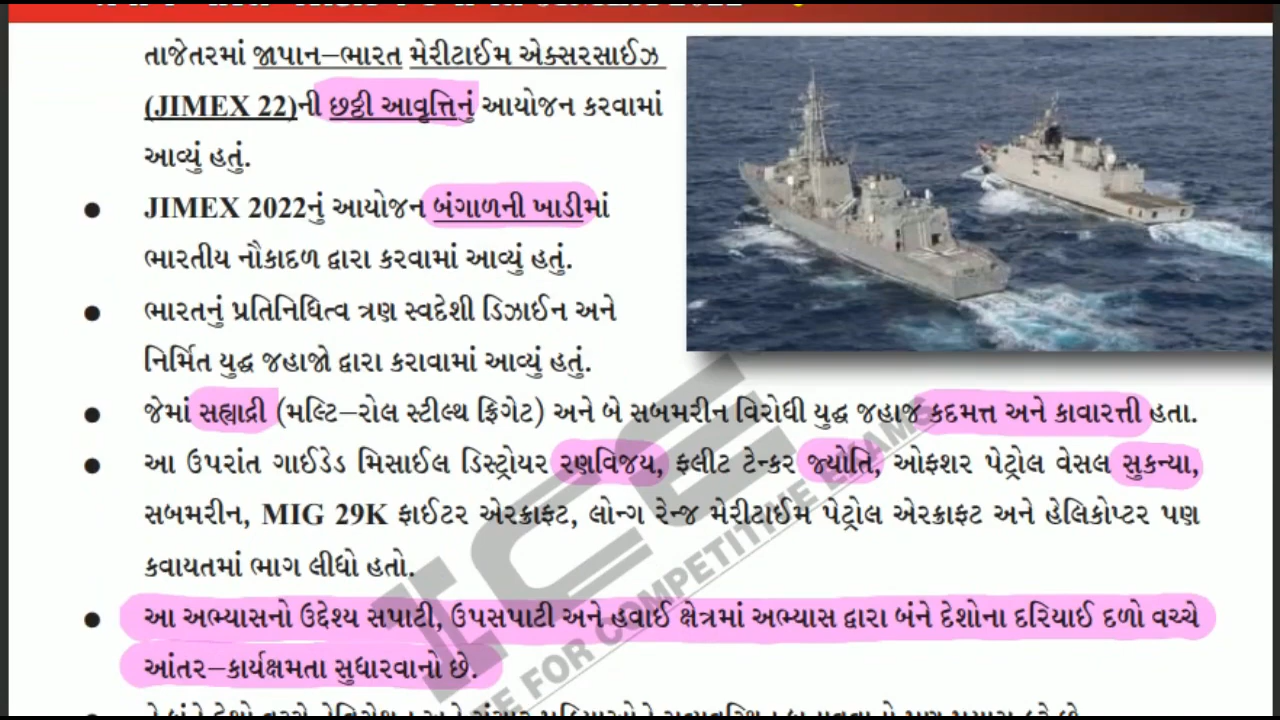 તાજેતરમાં જાપાન–ભારત મેરીટાઈમ એક્સરસાઈઝ
(JIMEX 22)ની છઠ્ઠી આવૃત્તિનું આયોજન કરવામાં
આવ્યું હતું.
● JIMEX 2022નું આયોજન બંગાળની ખાડીમાં
ભારતીય નૌકાદળ દ્વારા કરવામાં આવ્યું હતું.
● ભારતનું પ્રતિનિધિત્વ ત્રણ સ્વદેશી ડિઝાઈન અને
નિર્મિત યુદ્ધ જહાજો દ્વારા કરાવામાં આવ્યું હતું.
● જેમાં સહ્યાદ્રી (મલ્ટિ–રોલ સ્ટીલ્થ ફ્રિગેટ) અને બે સબમરીન વિરોધી યુદ્ધ જહાજ કદમત્ત અને કાવારત્તી હતા.
● આ ઉપરાંત ગાઈડેડ મિસાઈલ ડિસ્ટ્રોયર રણવિજય, ફ્લીટ ટેન્કર જ્યોતિ, ઓફશર પેટ્રોલ વેસલ સુકન્યા,
સબમરીન, MIG 29K ફાઈટર એરક્રાફ્ટ, લોન્ગ રેન્જ મેરીટાઈમ પેટ્રોલ એરક્રાફ્ટ અને હેલિકોપ્ટર પણ
કવાયતમાં ભાગ લીધો હતો.
● આ અભ્યાસનો ઉદ્દેશ્ય સપાટી, ઉપસપાટી અને હવાઈ ક્ષેત્રમાં અભ્યાસ દ્વારા બંને દેશોના દરિયાઈ દળો વચ્ચે
આંતર–કાર્યક્ષમતા સુધારવાનો છે.
ICE
FOR COMPETITIVE EXAMS